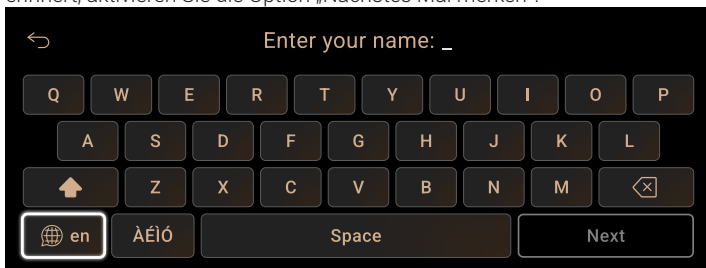 erinnert, aktivieren Sie die Option „Nächstes Mal merken“.
Enter your name: _
Q W E R T Y U I O P
A S D F G H J K L
Z X C V B N M
en ÀÉÌÓ Space Next